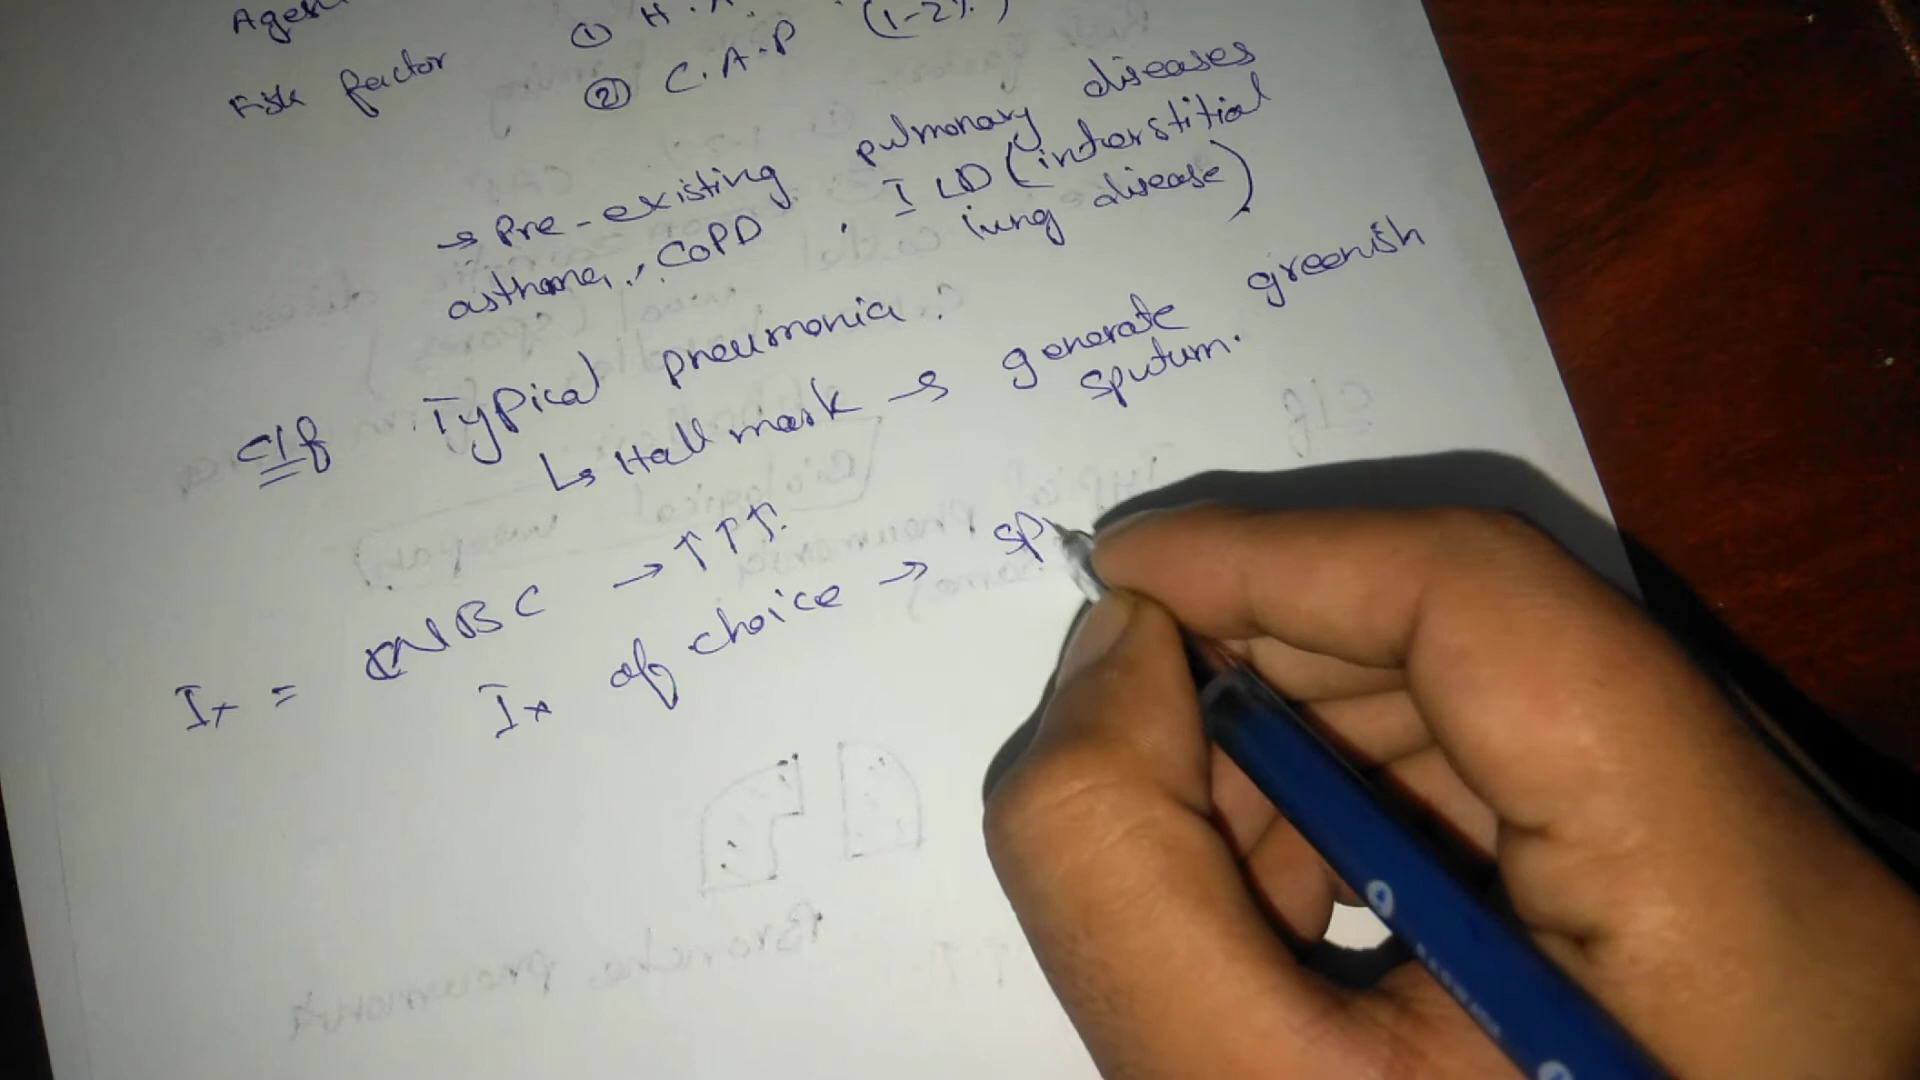 Agen
Risk factor ① H.A.
② C.A.P (1-2%)
→ Pre-existing pulmonary diseases
asthma, COPD, ILD (interstitial
lung disease)
C/f Typical pneumonia.
↳ Hall mark → generate greenish
sputum.
Ix = WBC → ↑↑↑.
Ix of choice → sp